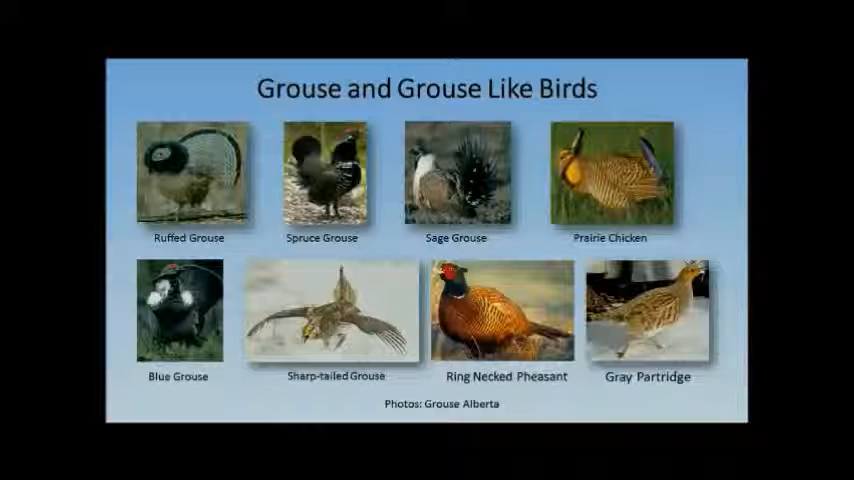 Grouse and Grouse Like Birds
Ruffed Grouse
Spruce Grouse
Sage Grouse
Prairie Chicken
Blue Grouse
Sharp-tailed Grouse
Ring Necked Pheasant
Gray Partridge
Photos: Grouse Alberta